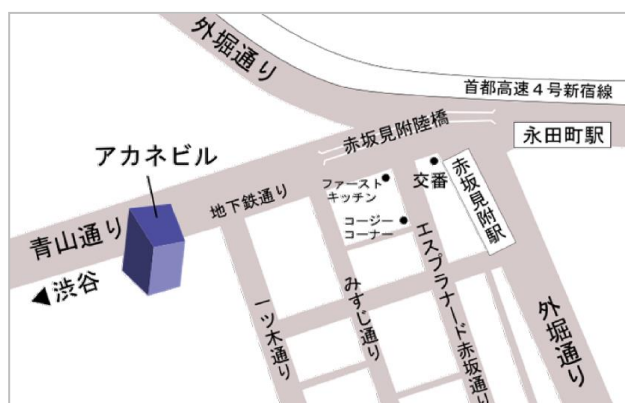 外堀通り
首都高速４号新宿線
赤坂見附陸橋
永田町駅
アカネビル
ファースト
キッチン
交番
赤坂見附駅
地下鉄通り
コージー
コーナー
青山通り
◀渋谷
一ツ木通り
みすじ通り
エスプラナード赤坂通り
外堀通り